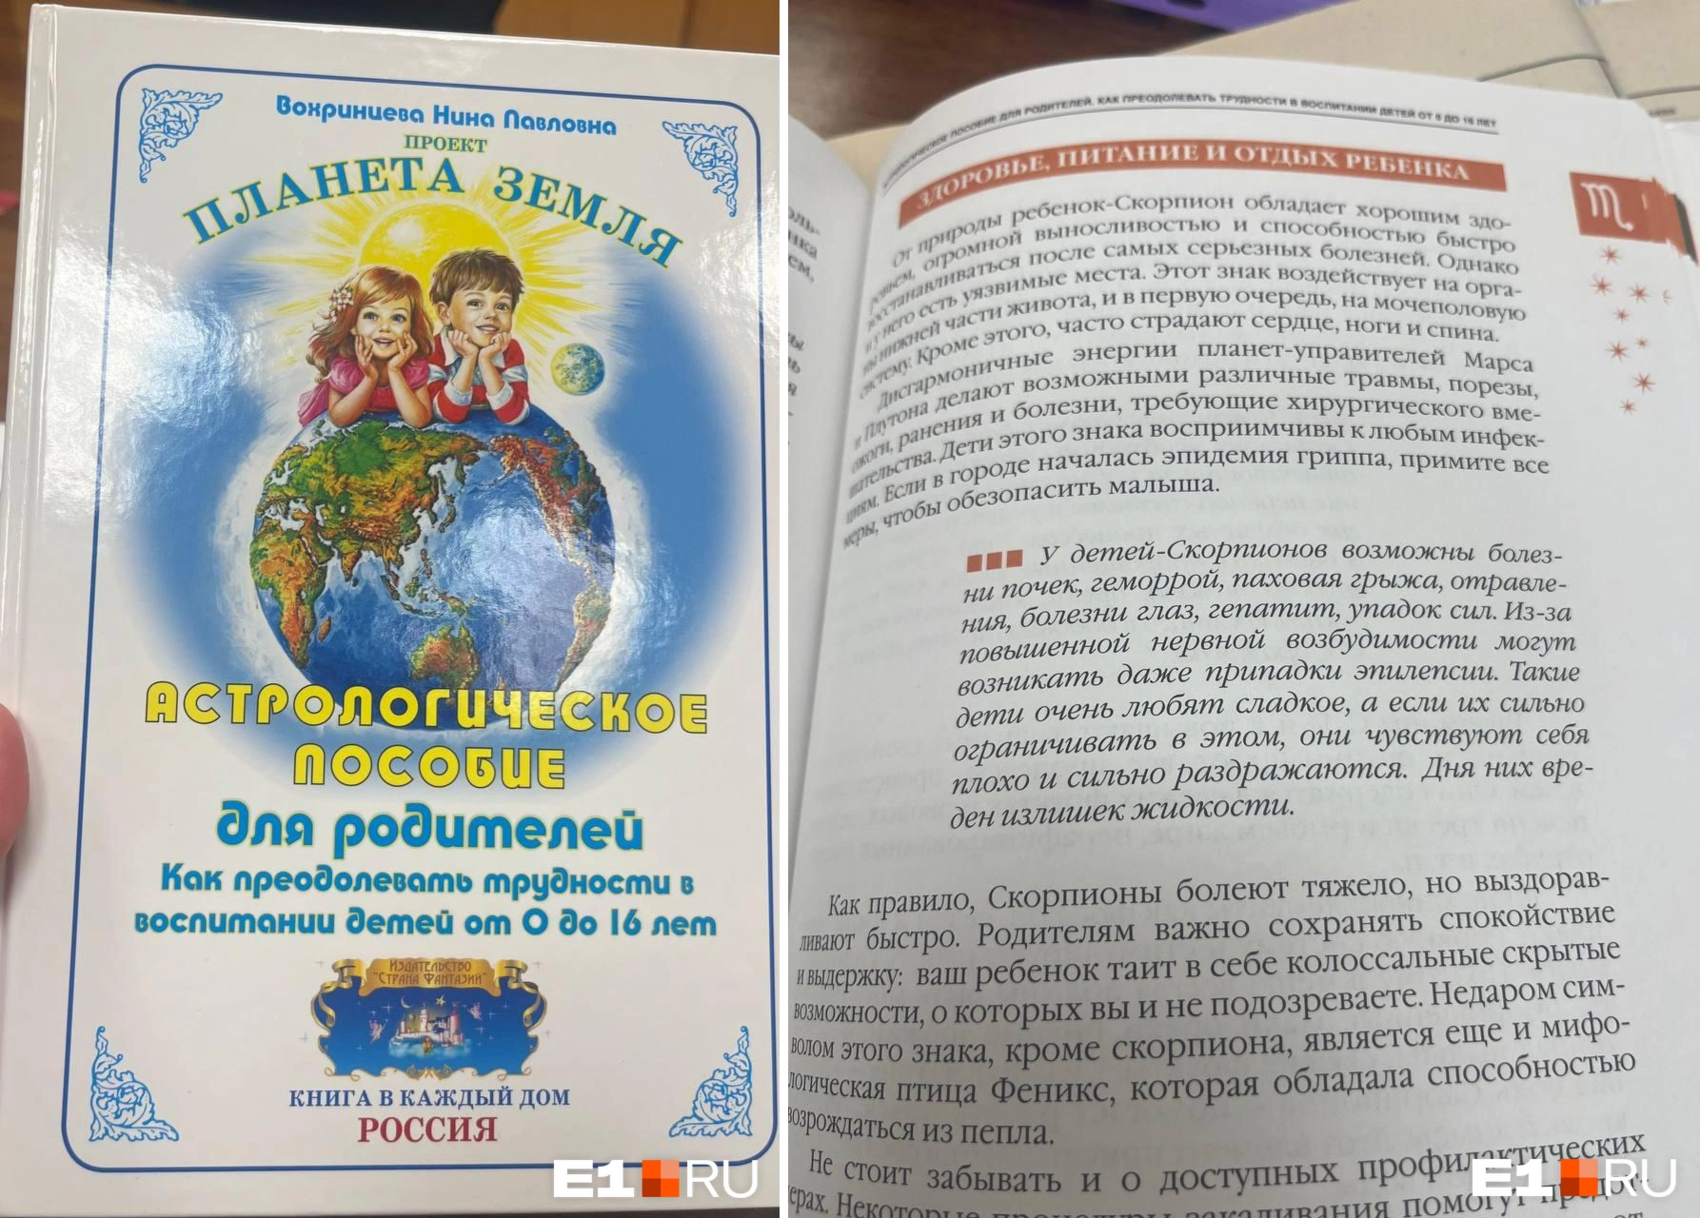 Вохринцева Нина Павловна
ПРОЕКТ
ПЛАНЕТА ЗЕМЛЯ
АСТРОЛОГИЧЕСКОЕ
ПОСОБИЕ
для родителей
Как преодолевать трудности в
воспитании детей от 0 до 16 лет
Издательство
"Страна Фантазий"
КНИГА В КАЖДЫЙ ДОМ
РОССИЯ
E1.RU
ПОСОБИЕ ДЛЯ РОДИТЕЛЕЙ. КАК ПРЕОДОЛЕВАТЬ ТРУДНОСТИ В ВОСПИТАНИИ ДЕТЕЙ ОТ 0 ДО 16 ЛЕТ
ЗДОРОВЬЕ, ПИТАНИЕ И ОТДЫХ РЕБЕНКА
От природы ребенок-Скорпион обладает хорошим здо-
ровьем, огромной выносливостью и способностью быстро
восстанавливаться после самых серьезных болезней. Однако
и у него есть уязвимые места. Этот знак воздействует на орга-
ны нижней части живота, и в первую очередь, на мочеполовую
систему. Кроме этого, часто страдают сердце, ноги и спина.
Дисгармоничные энергии планет-управителей Марса
и Плутона делают возможными различные травмы, порезы,
ожоги, ранения и болезни, требующие хирургического вме-
шательства. Дети этого знака восприимчивы к любым инфек-
циям. Если в городе началась эпидемия гриппа, примите все
меры, чтобы обезопасить малыша.
У детей-Скорпионов возможны болез-
ни почек, геморрой, паховая грыжа, отравле-
ния, болезни глаз, гепатит, упадок сил. Из-за
повышенной нервной возбудимости могут
возникать даже припадки эпилепсии. Такие
дети очень любят сладкое, а если их сильно
ограничивать в этом, они чувствуют себя
плохо и сильно раздражаются. Дня них вре-
ден излишек жидкости.
Как правило, Скорпионы болеют тяжело, но выздорав-
ливают быстро. Родителям важно сохранять спокойствие
и выдержку: ваш ребенок таит в себе колоссальные скрытые
возможности, о которых вы и не подозреваете. Недаром сим-
волом этого знака, кроме скорпиона, является еще и мифо-
логическая птица Феникс, которая обладала способностью
возрождаться из пепла.
Не стоит забывать и о доступных профилактических
мерах. Некоторые процедуры закаливания помогут
E1.RU